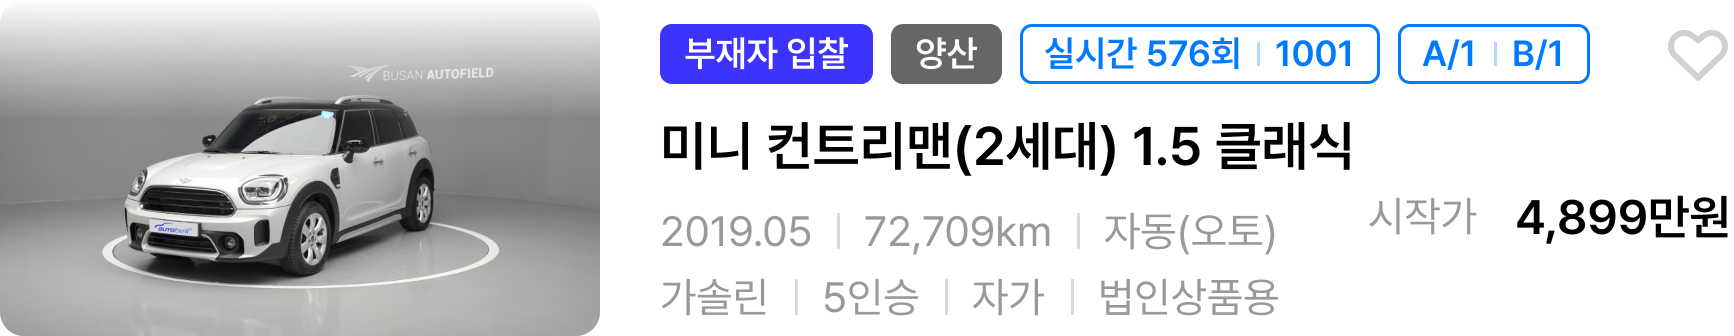 BUSAN AUTOFIELD
autobell
부재자 입찰
양산
실시간 576회 | 1001
A/1 | B/1
미니 컨트리맨(2세대) 1.5 클래식
2019.05 | 72,709km | 자동(오토)
시작가 4,899만원
가솔린 | 5인승 | 자가 | 법인상품용